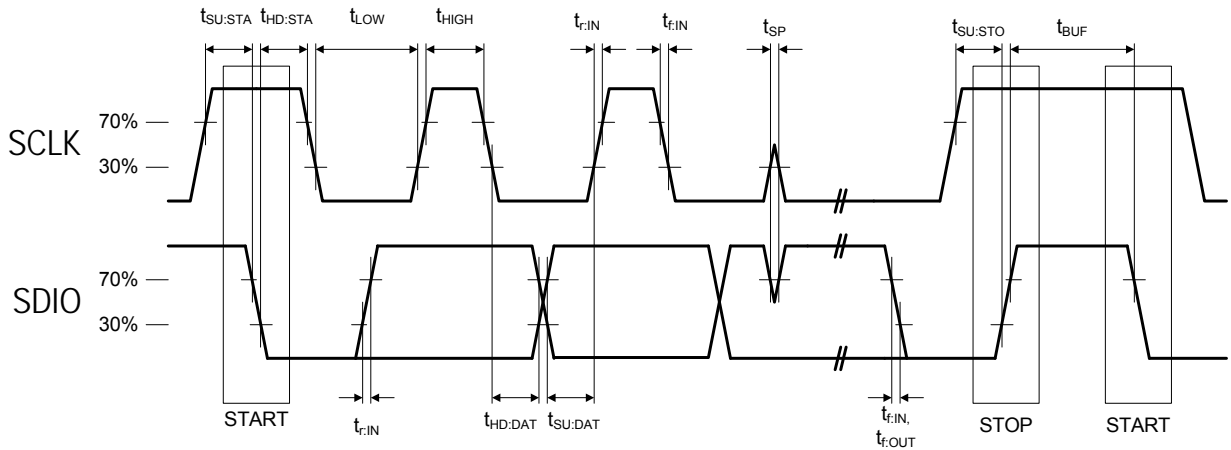 tSU:STA tHD:STA tLOW tHIGH tr:IN tf:IN tSP tSU:STO tBUF
SCLK
70%
30%
SDIO
70%
30%
START tr:IN tHD:DAT tSU:DAT tf:IN, tf:OUT STOP START